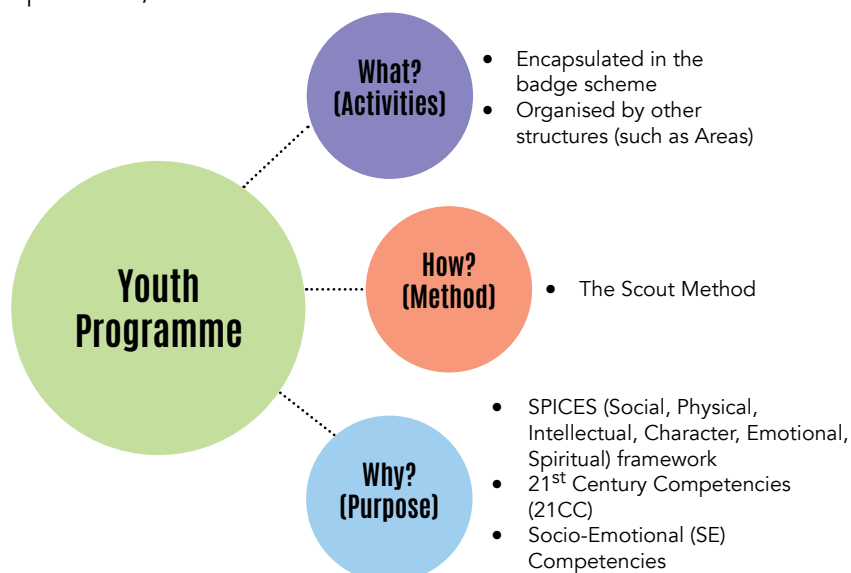 What?
(Activities)
• Encapsulated in the
badge scheme
• Organised by other
structures (such as Areas)
Youth
Programme
How?
(Method)
• The Scout Method
Why?
(Purpose)
• SPICES (Social, Physical,
Intellectual, Character, Emotional,
Spiritual) framework
• 21st Century Competencies
(21CC)
• Socio-Emotional (SE)
Competencies